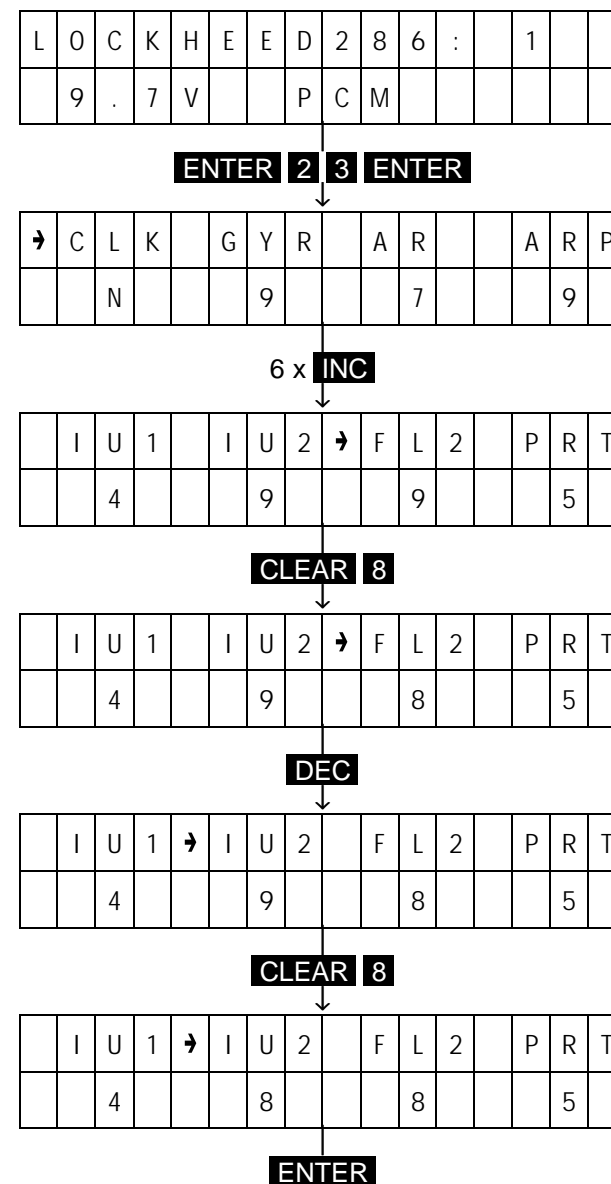 LOCKHEED286: 1
9.7V PCM
ENTER 2 3 ENTER
→CLK GYR AR ARP
N 9 7 9
6 x INC
IU1 IU2→FL2 PRT
4 9 9 5
CLEAR 8
IU1 IU2→FL2 PRT
4 9 8 5
DEC
IU1→IU2 FL2 PRT
4 9 8 5
CLEAR 8
IU1→IU2 FL2 PRT
4 8 8 5
ENTER